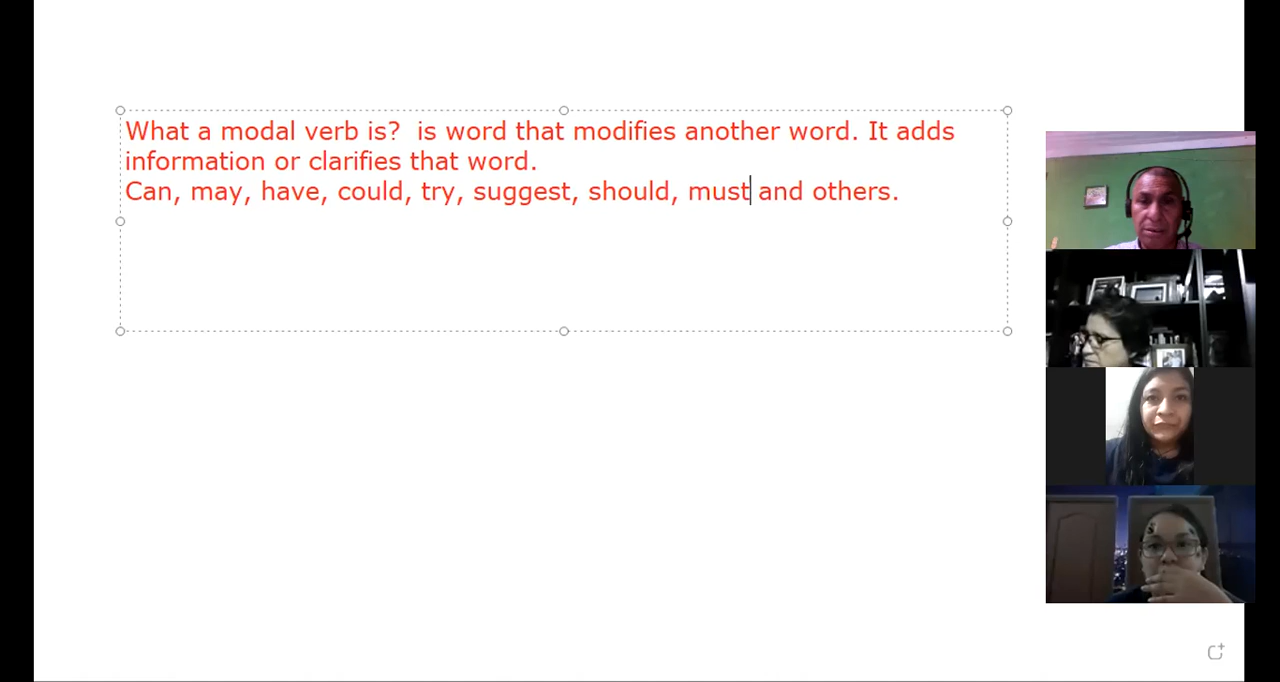 What a modal verb is?  is word that modifies another word. It adds
information or clarifies that word.
Can, may, have, could, try, suggest, should, must and others.